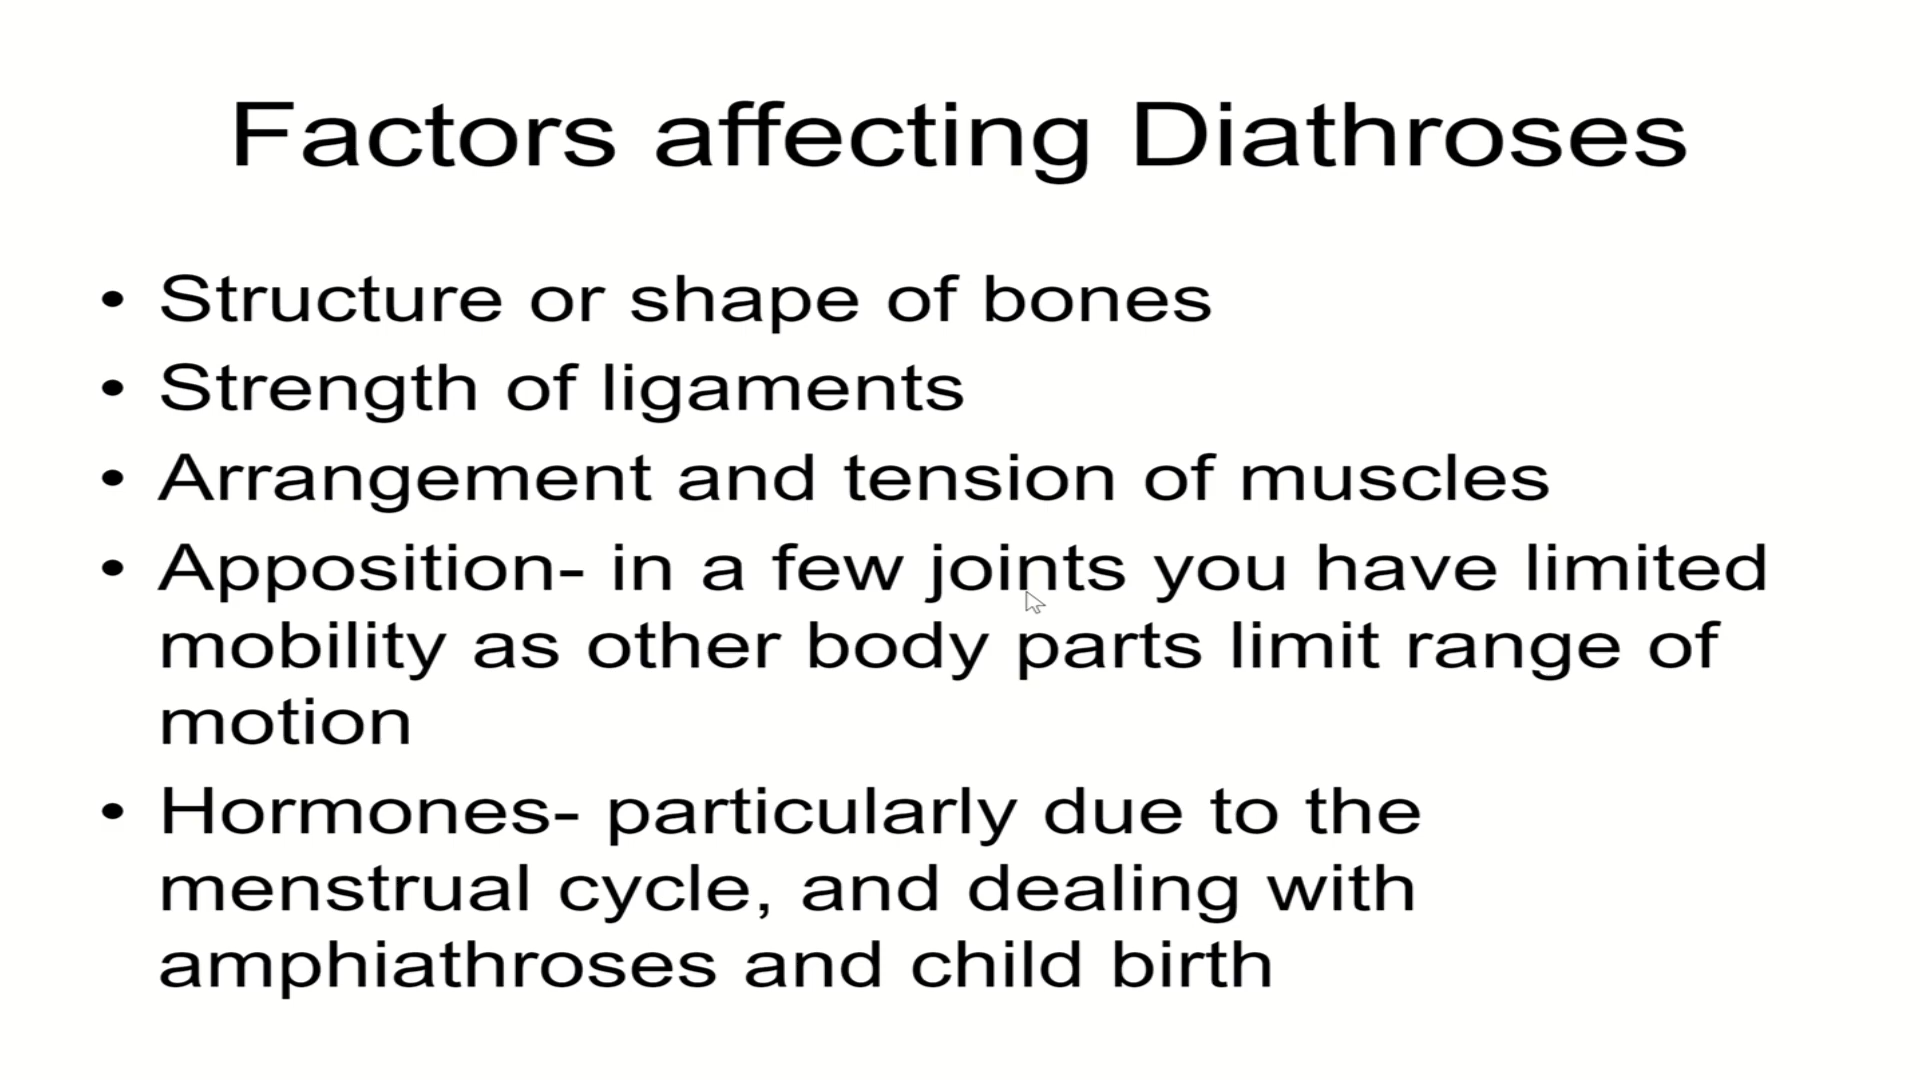 Factors affecting Diathroses
• Structure or shape of bones
• Strength of ligaments
• Arrangement and tension of muscles
• Apposition- in a few joints you have limited
mobility as other body parts limit range of
motion
• Hormones- particularly due to the
menstrual cycle, and dealing with
amphiathroses and child birth